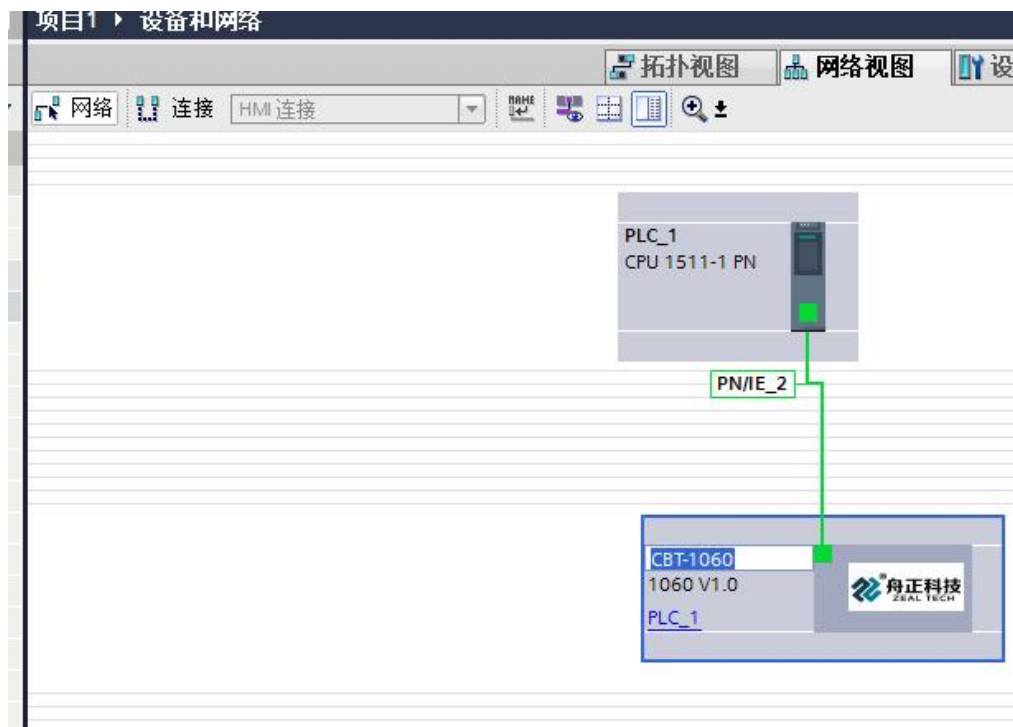 项目1 ▸ 设备和网络
拓扑视图 网络视图 设
网络 连接 HMI 连接
PLC_1
CPU 1511-1 PN
PN/IE_2
CBT-1060
1060 V1.0
PLC_1
舟正科技
ZEAL TECH